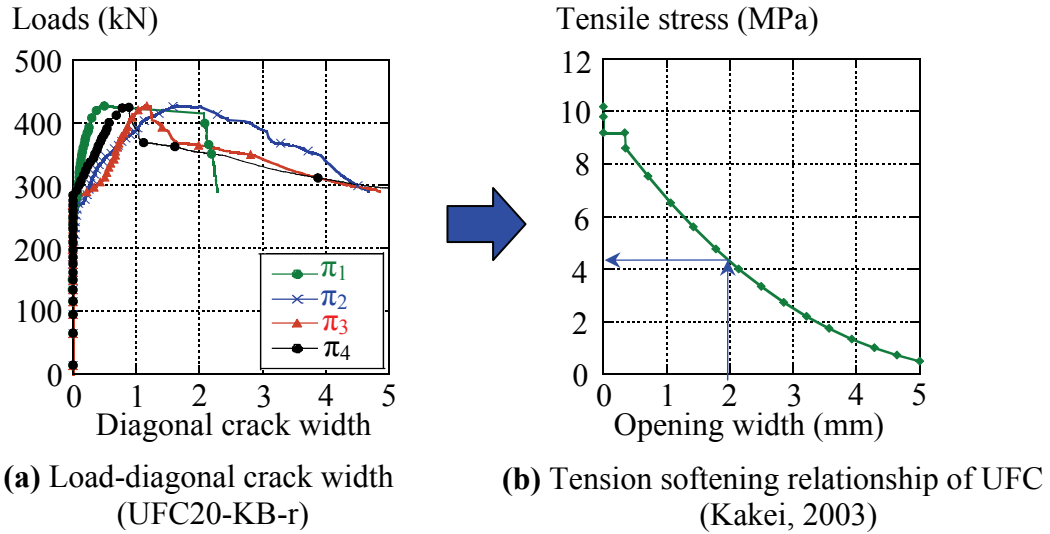 Loads (kN)
500
400
300
200
100
0
π1
π2
π3
π4
0 1 2 3 4 5
Diagonal crack width
(a) Load-diagonal crack width
(UFC20-KB-r)
Tensile stress (MPa)
12
10
8
6
4
2
0
0 1 2 3 4 5
Opening width (mm)
(b) Tension softening relationship of UFC
(Kakei, 2003)